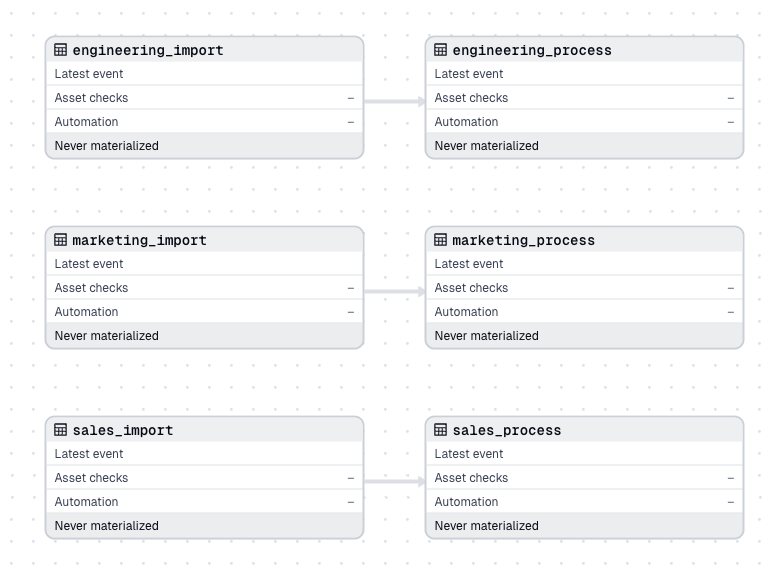 engineering_import
Latest event
Asset checks –
Automation –
Never materialized
engineering_process
Latest event
Asset checks –
Automation –
Never materialized
marketing_import
Latest event
Asset checks –
Automation –
Never materialized
marketing_process
Latest event
Asset checks –
Automation –
Never materialized
sales_import
Latest event
Asset checks –
Automation –
Never materialized
sales_process
Latest event
Asset checks –
Automation –
Never materialized